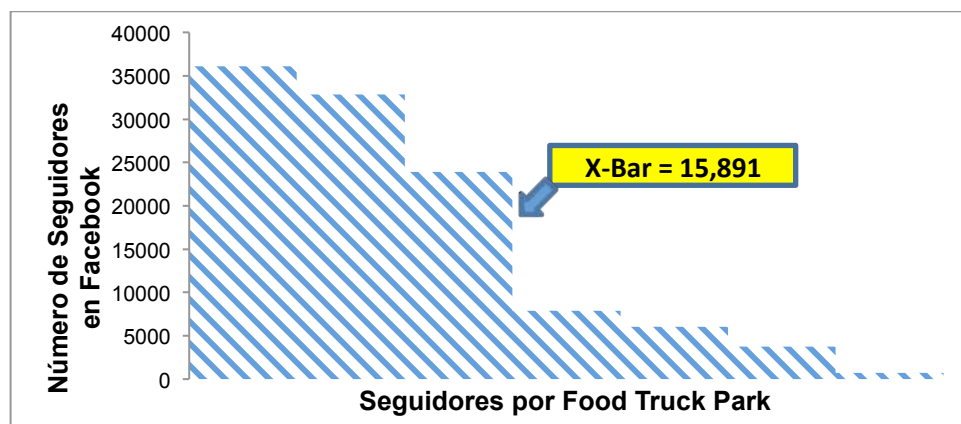 40000
35000
30000
25000
20000
15000
10000
5000
0
Número de Seguidores
en Facebook
X-Bar = 15,891
Seguidores por Food Truck Park